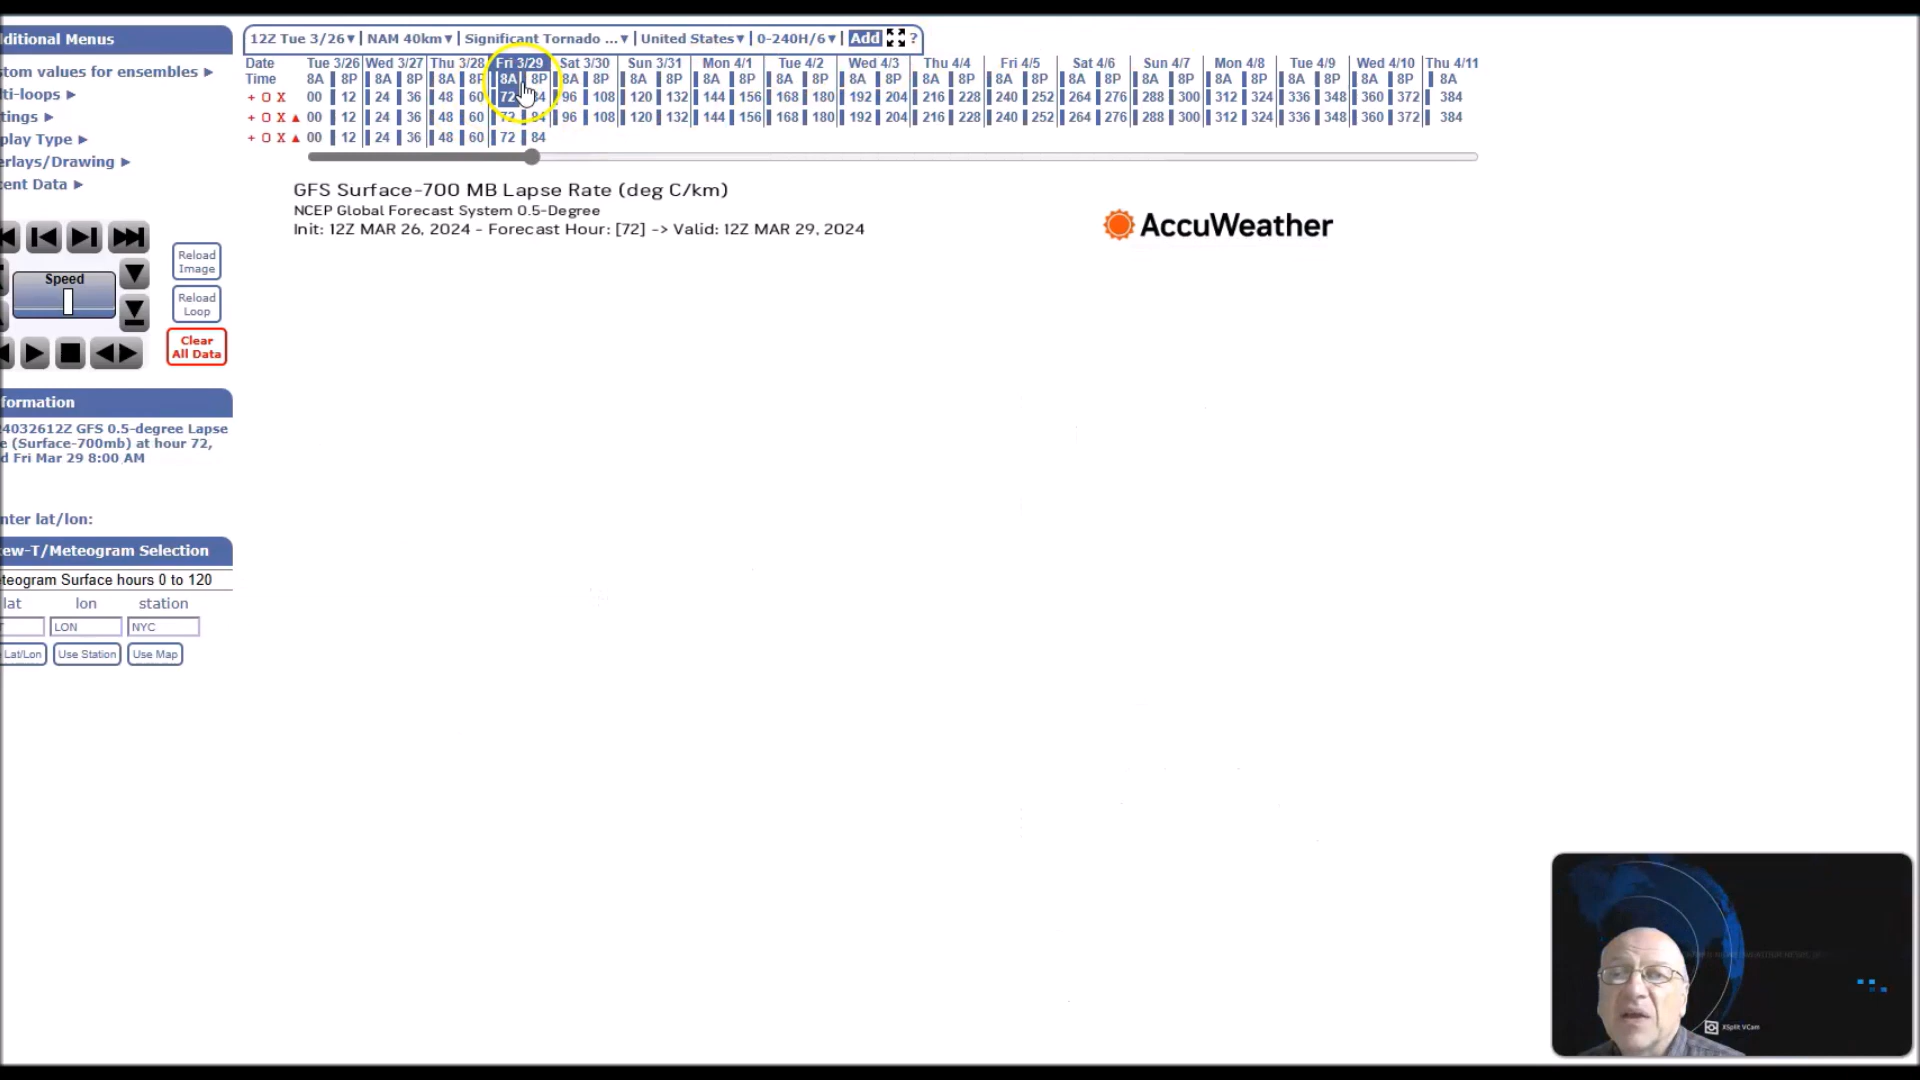 dditional Menus
tom values for ensembles ▶
lti-loops ▶
tings ▶
play Type ▶
erlays/Drawing ▶
cent Data ▶
Speed
Reload
Image
Reload
Loop
Clear
All Data
formation
24032612Z GFS 0.5-degree Lapse
e (Surface-700mb) at hour 72,
d Fri Mar 29 8:00 AM
nter lat/lon:
ew-T/Meteogram Selection
teogram Surface hours 0 to 120
lat lon station
T LON NYC
Lat/Lon Use Station Use Map
12Z Tue 3/26▼ | NAM 40km▼ | Significant Tornado ...▼ | United States▼ | 0-240H/6▼ | Add ?
Date Tue 3/26 Wed 3/27 Thu 3/28 Fri 3/29 Sat 3/30 Sun 3/31 Mon 4/1 Tue 4/2 Wed 4/3 Thu 4/4 Fri 4/5 Sat 4/6 Sun 4/7 Mon 4/8 Tue 4/9 Wed 4/10 Thu 4/11
Time 8A 8P 8A 8P 8A 8P 8A 8P 8A 8P 8A 8P 8A 8P 8A 8P 8A 8P 8A 8P 8A 8P 8A 8P 8A 8P 8A 8P 8A 8P 8A 8P 8A
+ O X 00 12 24 36 48 60 72 84 96 108 120 132 144 156 168 180 192 204 216 228 240 252 264 276 288 300 312 324 336 348 360 372 384
+ O X ▲ 00 12 24 36 48 60 72 84 96 108 120 132 144 156 168 180 192 204 216 228 240 252 264 276 288 300 312 324 336 348 360 372 384
+ O X ▲ 00 12 24 36 48 60 72 84
GFS Surface-700 MB Lapse Rate (deg C/km)
NCEP Global Forecast System 0.5-Degree
Init: 12Z MAR 26, 2024 - Forecast Hour: [72] -> Valid: 12Z MAR 29, 2024
AccuWeather
XSplit VCam